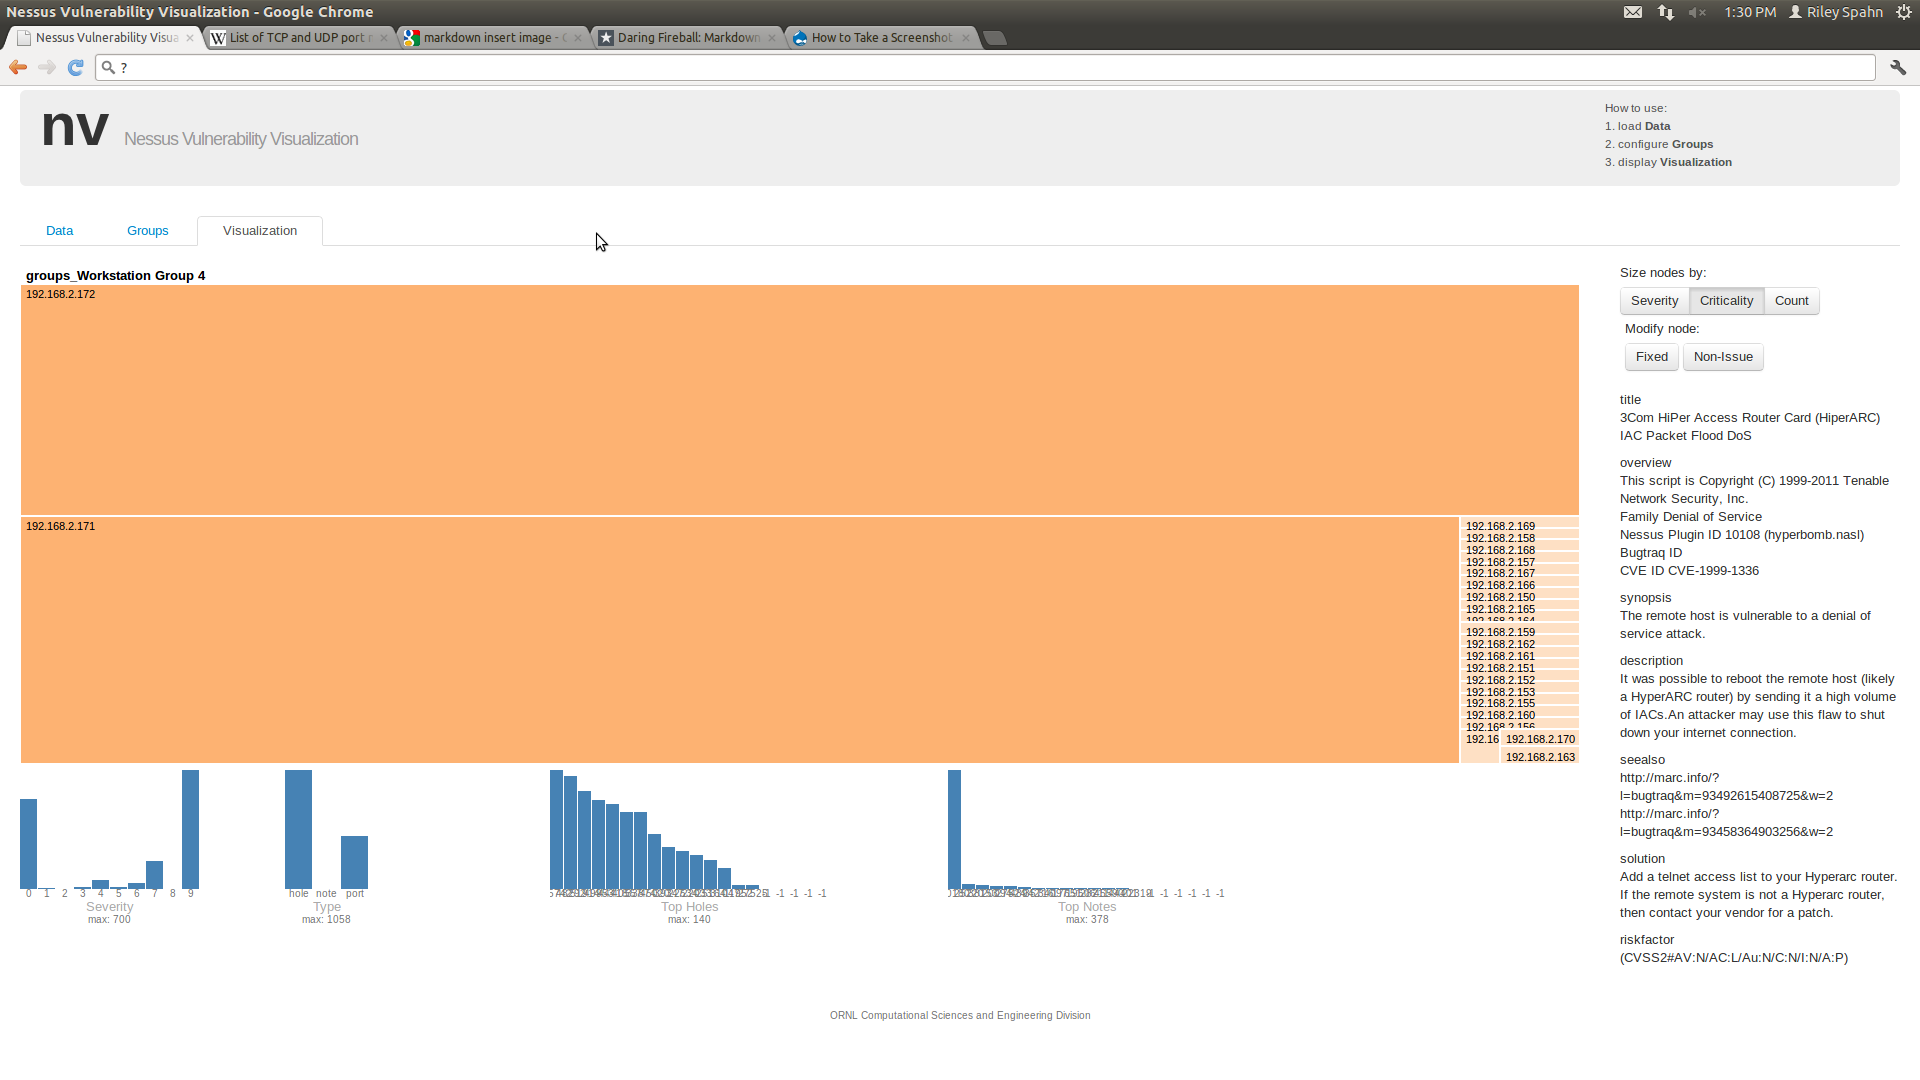 Nessus Vulnerability Visualization - Google Chrome
1:30 PM Riley Spahn
Nessus Vulnerability Visua
List of TCP and UDP port
markdown insert image -
Daring Fireball: Markdown
How to Take a Screenshot
?
nv Nessus Vulnerability Visualization
How to use:
1. load Data
2. configure Groups
3. display Visualization
Data Groups Visualization
groups_Workstation Group 4
192.168.2.172
192.168.2.171
192.168.2.169
192.168.2.158
192.168.2.168
192.168.2.157
192.168.2.167
192.168.2.166
192.168.2.150
192.168.2.165
192.168.2.164
192.168.2.159
192.168.2.162
192.168.2.161
192.168.2.151
192.168.2.152
192.168.2.153
192.168.2.155
192.168.2.160
192.168.2.156
192.16 192.168.2.170
192.168.2.163
0 1 2 3 4 5 6 7 8 9
Severity
max: 700
hole note port
Type
max: 1058
-1 -1 -1 -1
Top Holes
max: 140
-1 -1 -1 -1 -1
Top Notes
max: 378
Size nodes by:
Severity Criticality Count
Modify node:
Fixed Non-Issue
title
3Com HiPer Access Router Card (HiperARC)
IAC Packet Flood DoS
overview
This script is Copyright (C) 1999-2011 Tenable
Network Security, Inc.
Family Denial of Service
Nessus Plugin ID 10108 (hyperbomb.nasl)
Bugtraq ID
CVE ID CVE-1999-1336
synopsis
The remote host is vulnerable to a denial of
service attack.
description
It was possible to reboot the remote host (likely
a HyperARC router) by sending it a high volume
of IACs.An attacker may use this flaw to shut
down your internet connection.
seealso
http://marc.info/?
l=bugtraq&m=93492615408725&w=2
http://marc.info/?
l=bugtraq&m=93458364903256&w=2
solution
Add a telnet access list to your Hyperarc router.
If the remote system is not a Hyperarc router,
then contact your vendor for a patch.
riskfactor
(CVSS2#AV:N/AC:L/Au:N/C:N/I:N/A:P)
ORNL Computational Sciences and Engineering Division